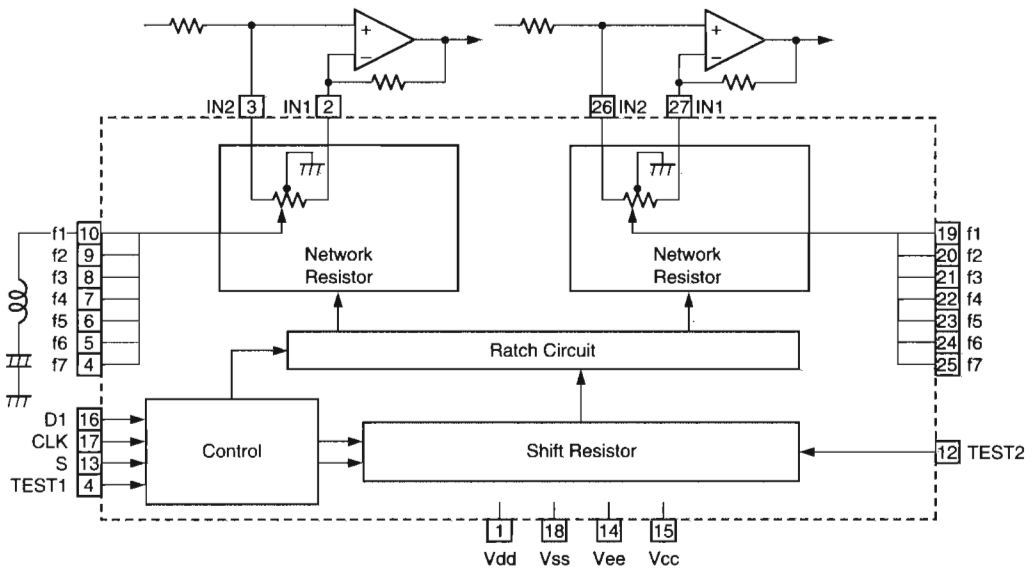 +
−
+
−
IN2 3 IN1 2
26 IN2 27 IN1
Network
Resistor
Network
Resistor
f1 10
f2 9
f3 8
f4 7
f5 6
f6 5
f7 4
19 f1
20 f2
21 f3
22 f4
23 f5
24 f6
25 f7
Ratch Circuit
D1 16
CLK 17
S 13
TEST1 4
Control
Shift Resistor
12 TEST2
1 18 14 15
Vdd Vss Vee Vcc